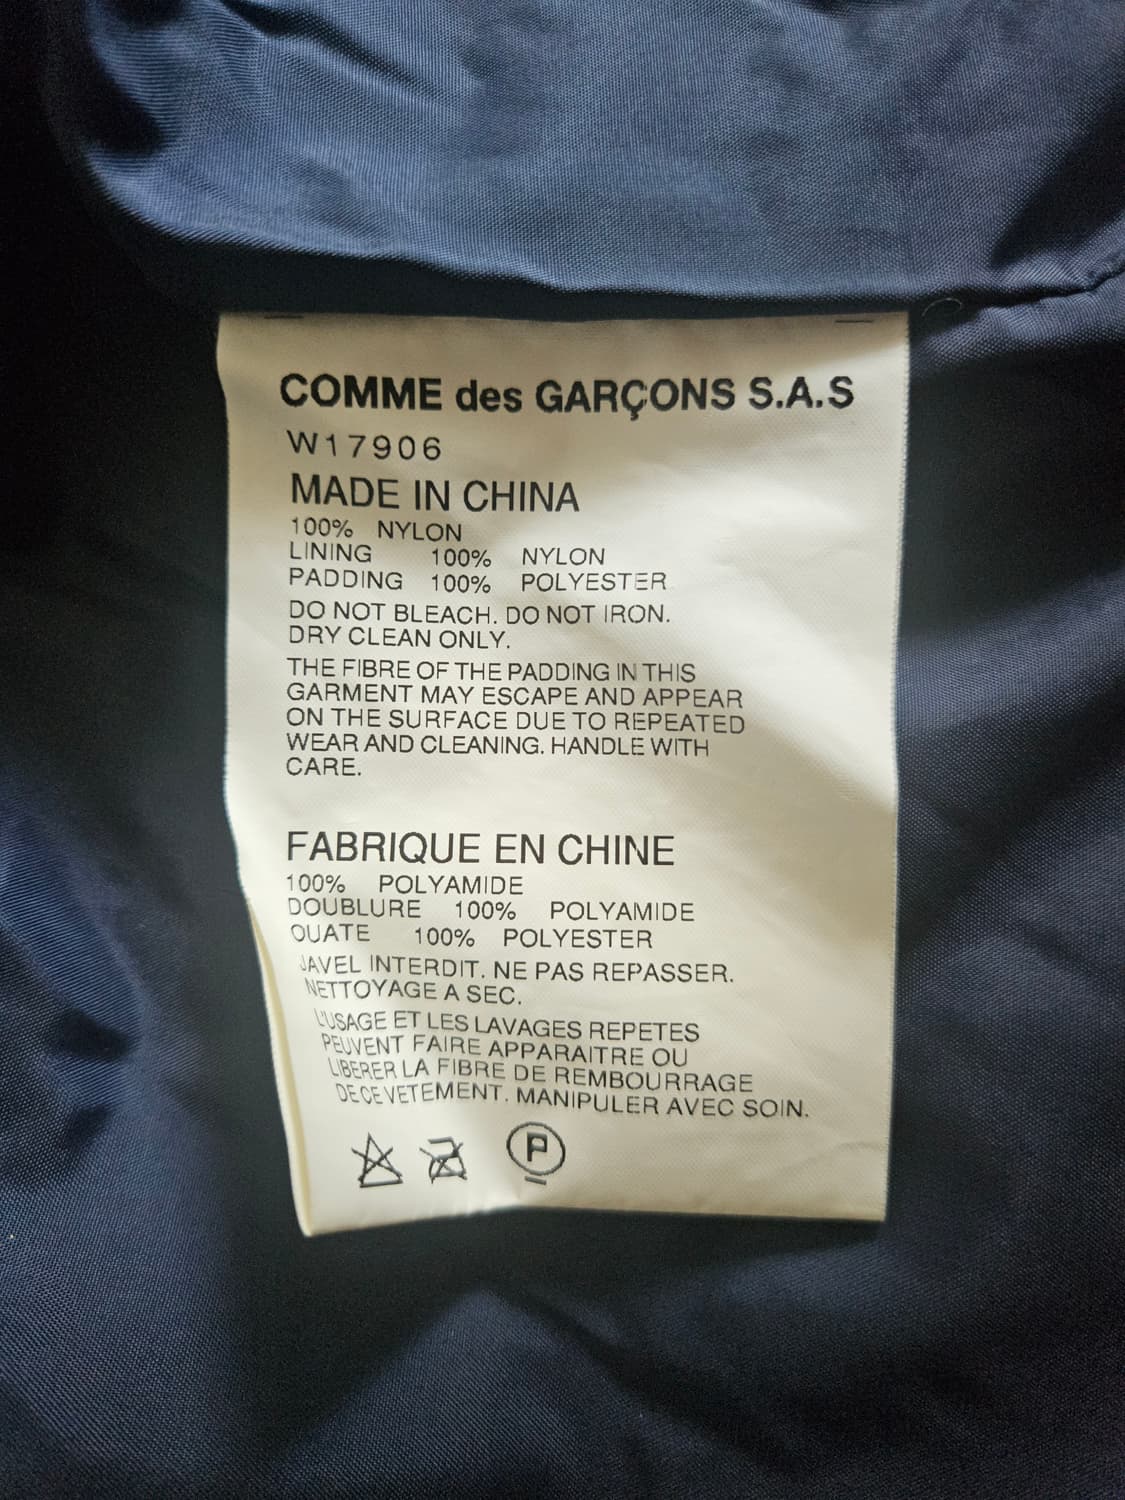 COMME des GARÇONS S.A.S
W17906
MADE IN CHINA
100% NYLON
LINING 100% NYLON
PADDING 100% POLYESTER
DO NOT BLEACH. DO NOT IRON.
DRY CLEAN ONLY.
THE FIBRE OF THE PADDING IN THIS
GARMENT MAY ESCAPE AND APPEAR
ON THE SURFACE DUE TO REPEATED
WEAR AND CLEANING. HANDLE WITH
CARE.
FABRIQUE EN CHINE
100% POLYAMIDE
DOUBLURE 100% POLYAMIDE
OUATE 100% POLYESTER
JAVEL INTERDIT. NE PAS REPASSER.
NETTOYAGE A SEC.
L'USAGE ET LES LAVAGES REPETES
PEUVENT FAIRE APPARAITRE OU
LIBERER LA FIBRE DE REMBOURRAGE
DE CE VETEMENT. MANIPULER AVEC SOIN.
P